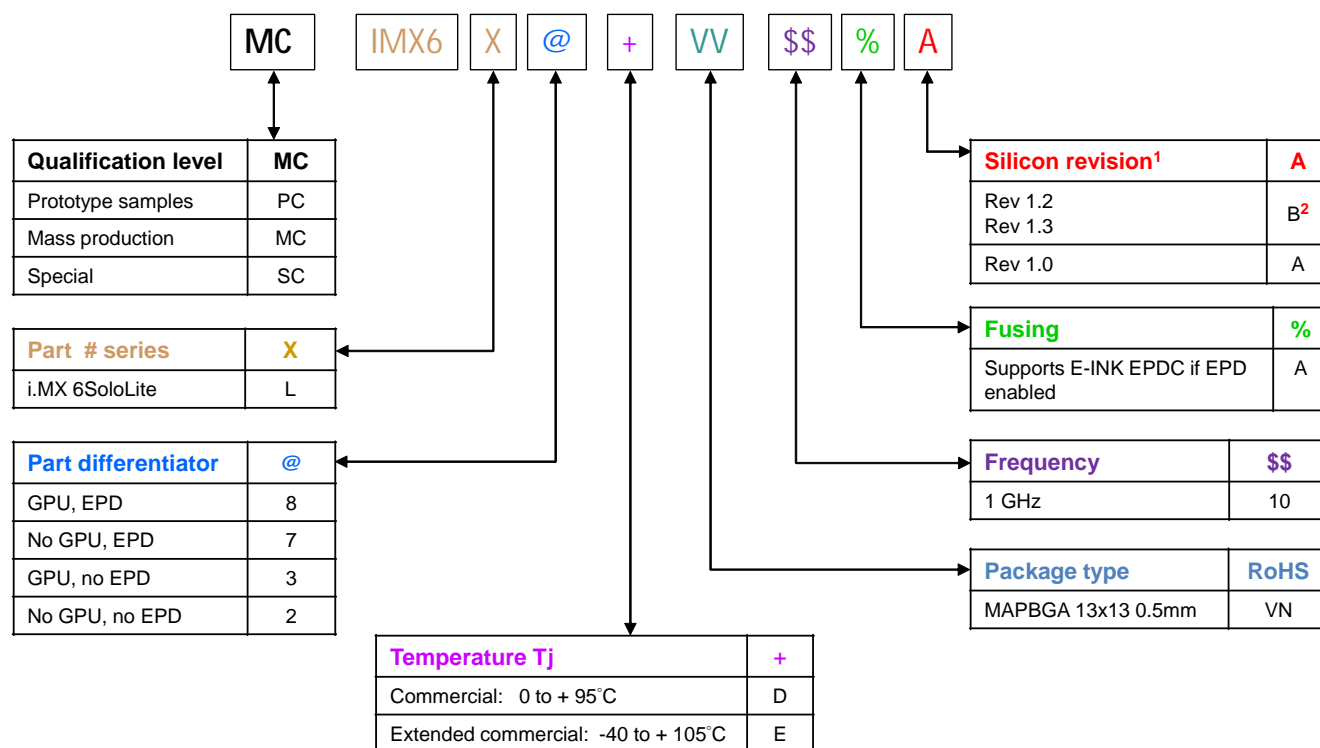 MC IMX6 X @ + VV $$ % A
Qualification level MC
Prototype samples PC
Mass production MC
Special SC
Part # series X
i.MX 6SoloLite L
Part differentiator @
GPU, EPD 8
No GPU, EPD 7
GPU, no EPD 3
No GPU, no EPD 2
Temperature Tj +
Commercial: 0 to + 95°C D
Extended commercial: -40 to + 105°C E
Silicon revision¹ A
Rev 1.2
Rev 1.3 B²
Rev 1.0 A
Fusing %
Supports E-INK EPDC if EPD A
enabled
Frequency $$
1 GHz 10
Package type RoHS
MAPBGA 13x13 0.5mm VN